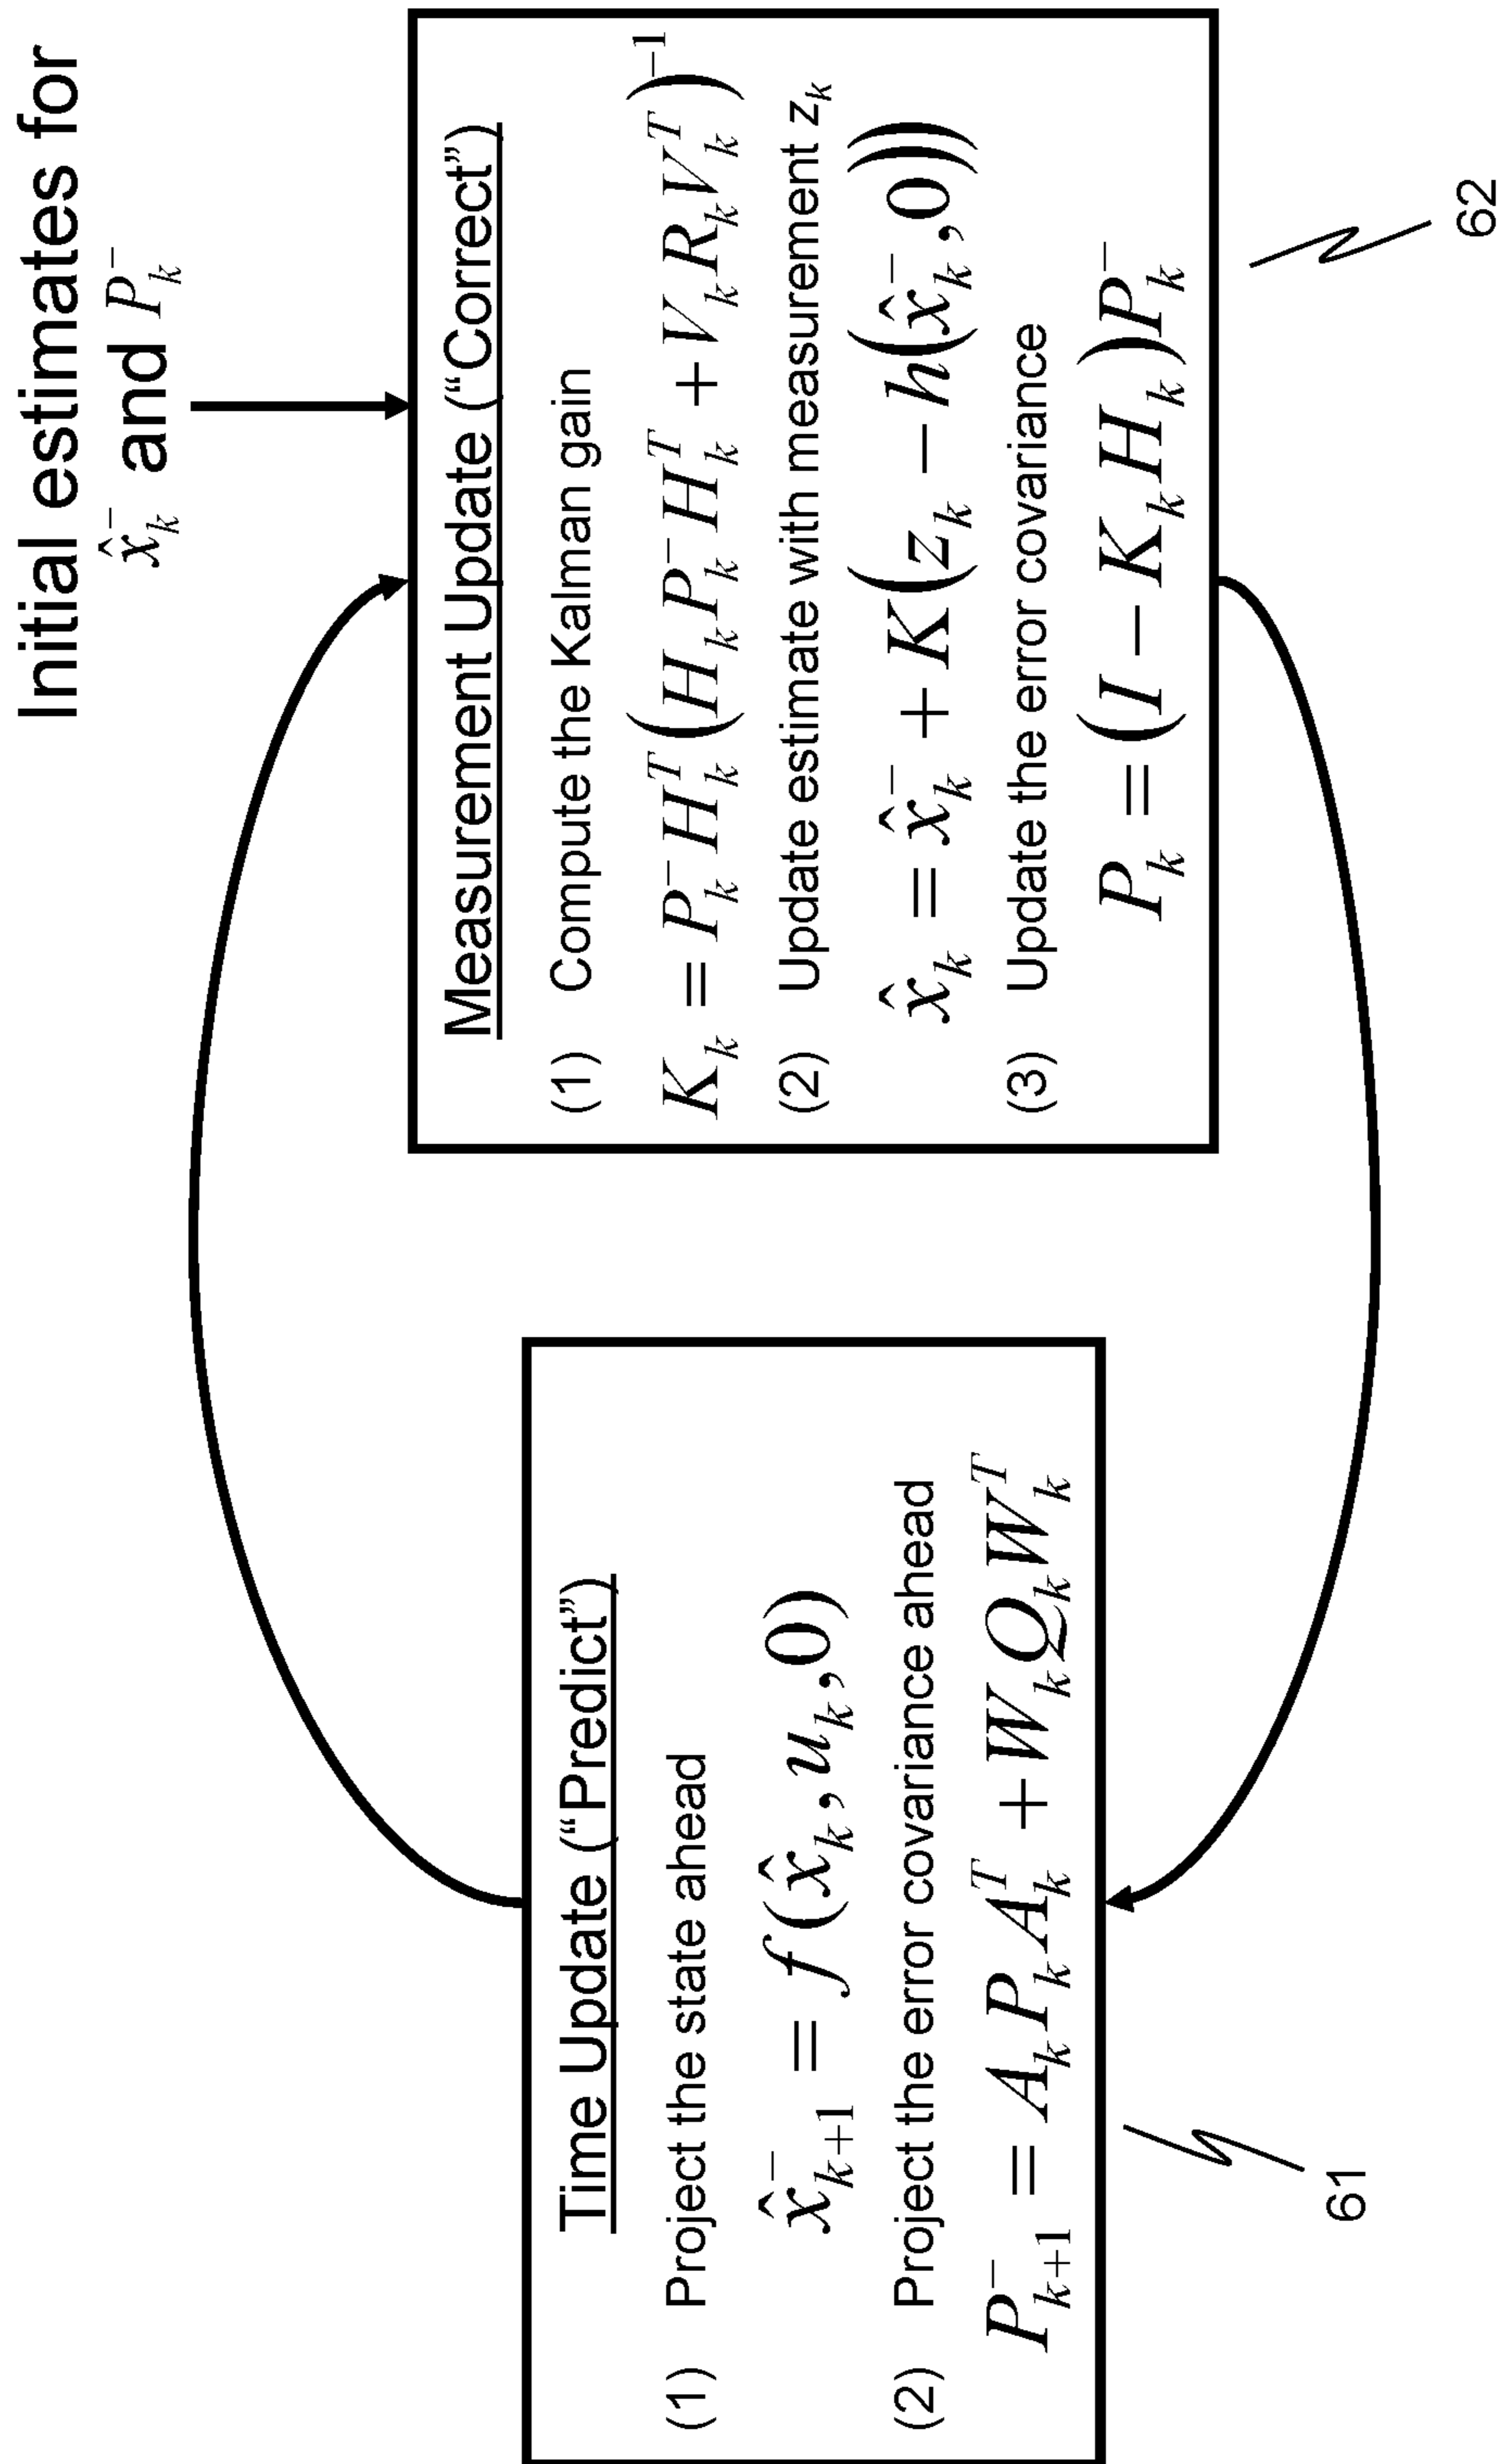 Initial estimates for
x̂ₖ⁻ and Pₖ⁻
Time Update (“Predict”)
(1) Project the state ahead
x̂ₖ₊₁⁻ = f(x̂ₖ, uₖ, 0)
(2) Project the error covariance ahead
Pₖ₊₁⁻ = AₖPₖAₖᵀ + WₖQₖWₖᵀ
61
Measurement Update (“Correct”)
(1) Compute the Kalman gain
Kₖ = Pₖ⁻Hₖᵀ(HₖPₖ⁻Hₖᵀ + VₖRₖVₖᵀ)⁻¹
(2) Update estimate with measurement zₖ
x̂ₖ = x̂ₖ⁻ + K(zₖ − h(x̂ₖ⁻, 0))
(3) Update the error covariance
Pₖ = (I − KₖHₖ)Pₖ⁻
62